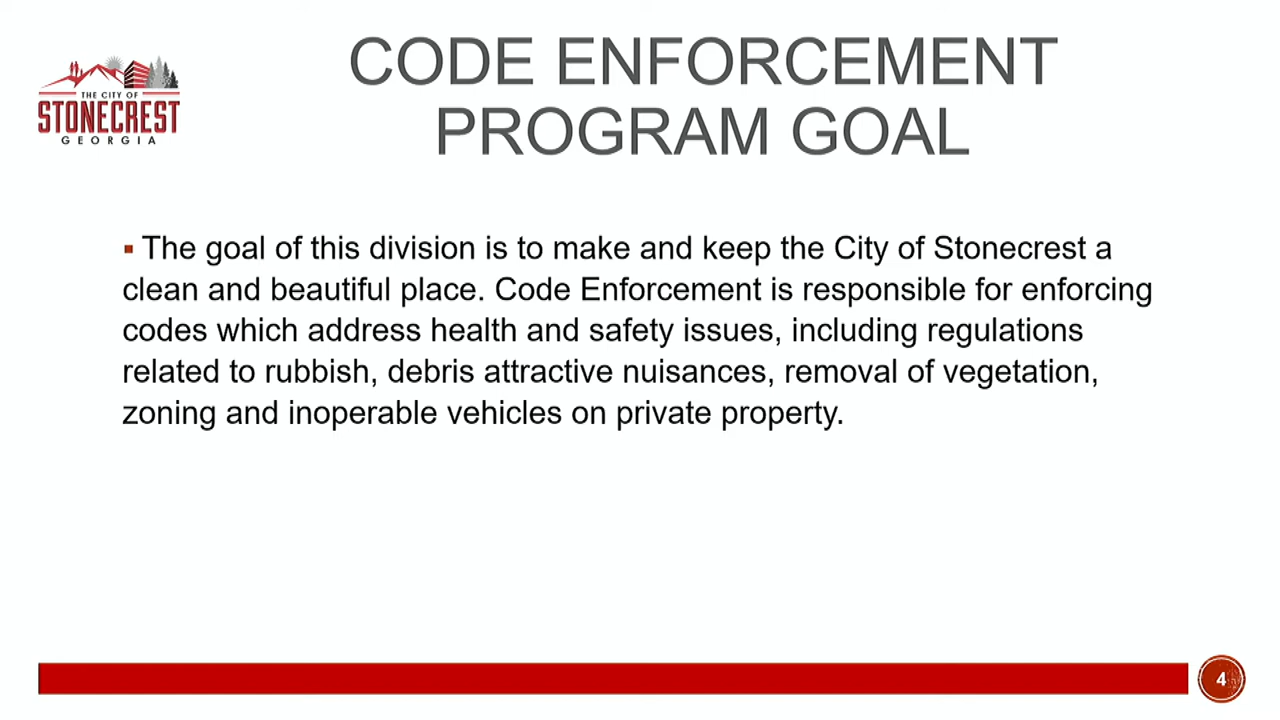 THE CITY OF
STONECREST
GEORGIA
CODE ENFORCEMENT
PROGRAM GOAL
▪ The goal of this division is to make and keep the City of Stonecrest a
clean and beautiful place. Code Enforcement is responsible for enforcing
codes which address health and safety issues, including regulations
related to rubbish, debris attractive nuisances, removal of vegetation,
zoning and inoperable vehicles on private property.
4